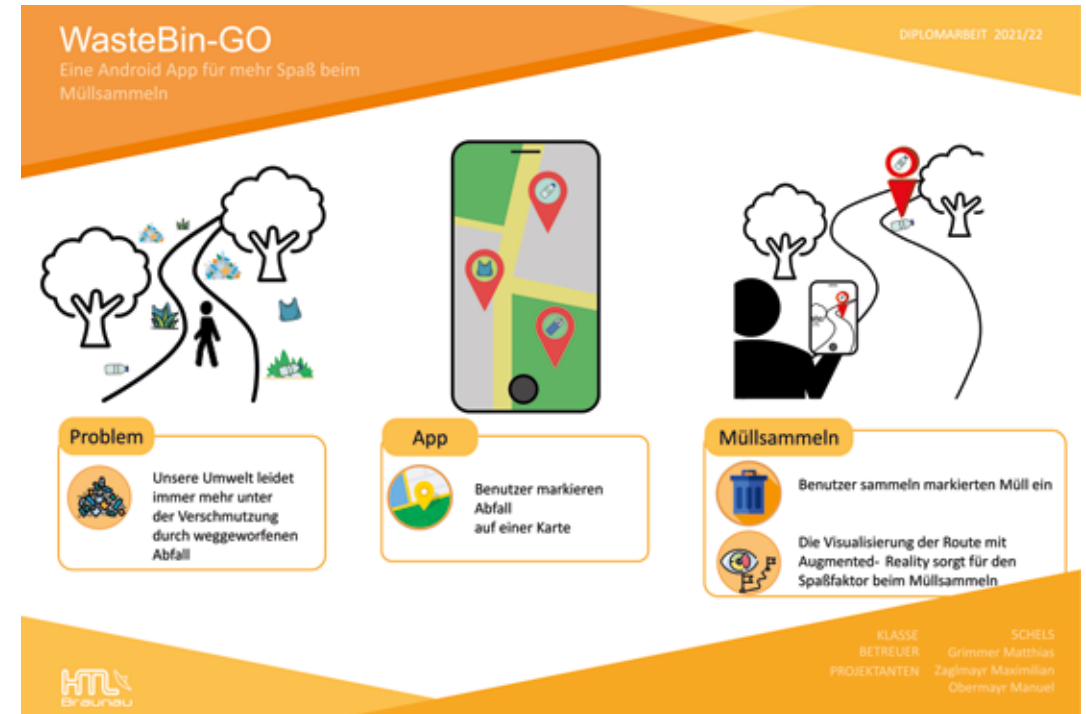 WasteBin-GO
Eine Android App für mehr Spaß beim
Müllsammeln
DIPLOMARBEIT 2021/22
Problem
Unsere Umwelt leidet
immer mehr unter
der Verschmutzung
durch weggeworfenen
Abfall
App
Benutzer markieren
Abfall
auf einer Karte
Müllsammeln
Benutzer sammeln markierten Müll ein
Die Visualisierung der Route mit
Augmented- Reality sorgt für den
Spaßfaktor beim Müllsammeln
KLASSE SCHELS
BETREUER Grimmer Matthias
PROJEKTANTEN Zaglmayr Maximilian
Obermayr Manuel
HTL
Braunau